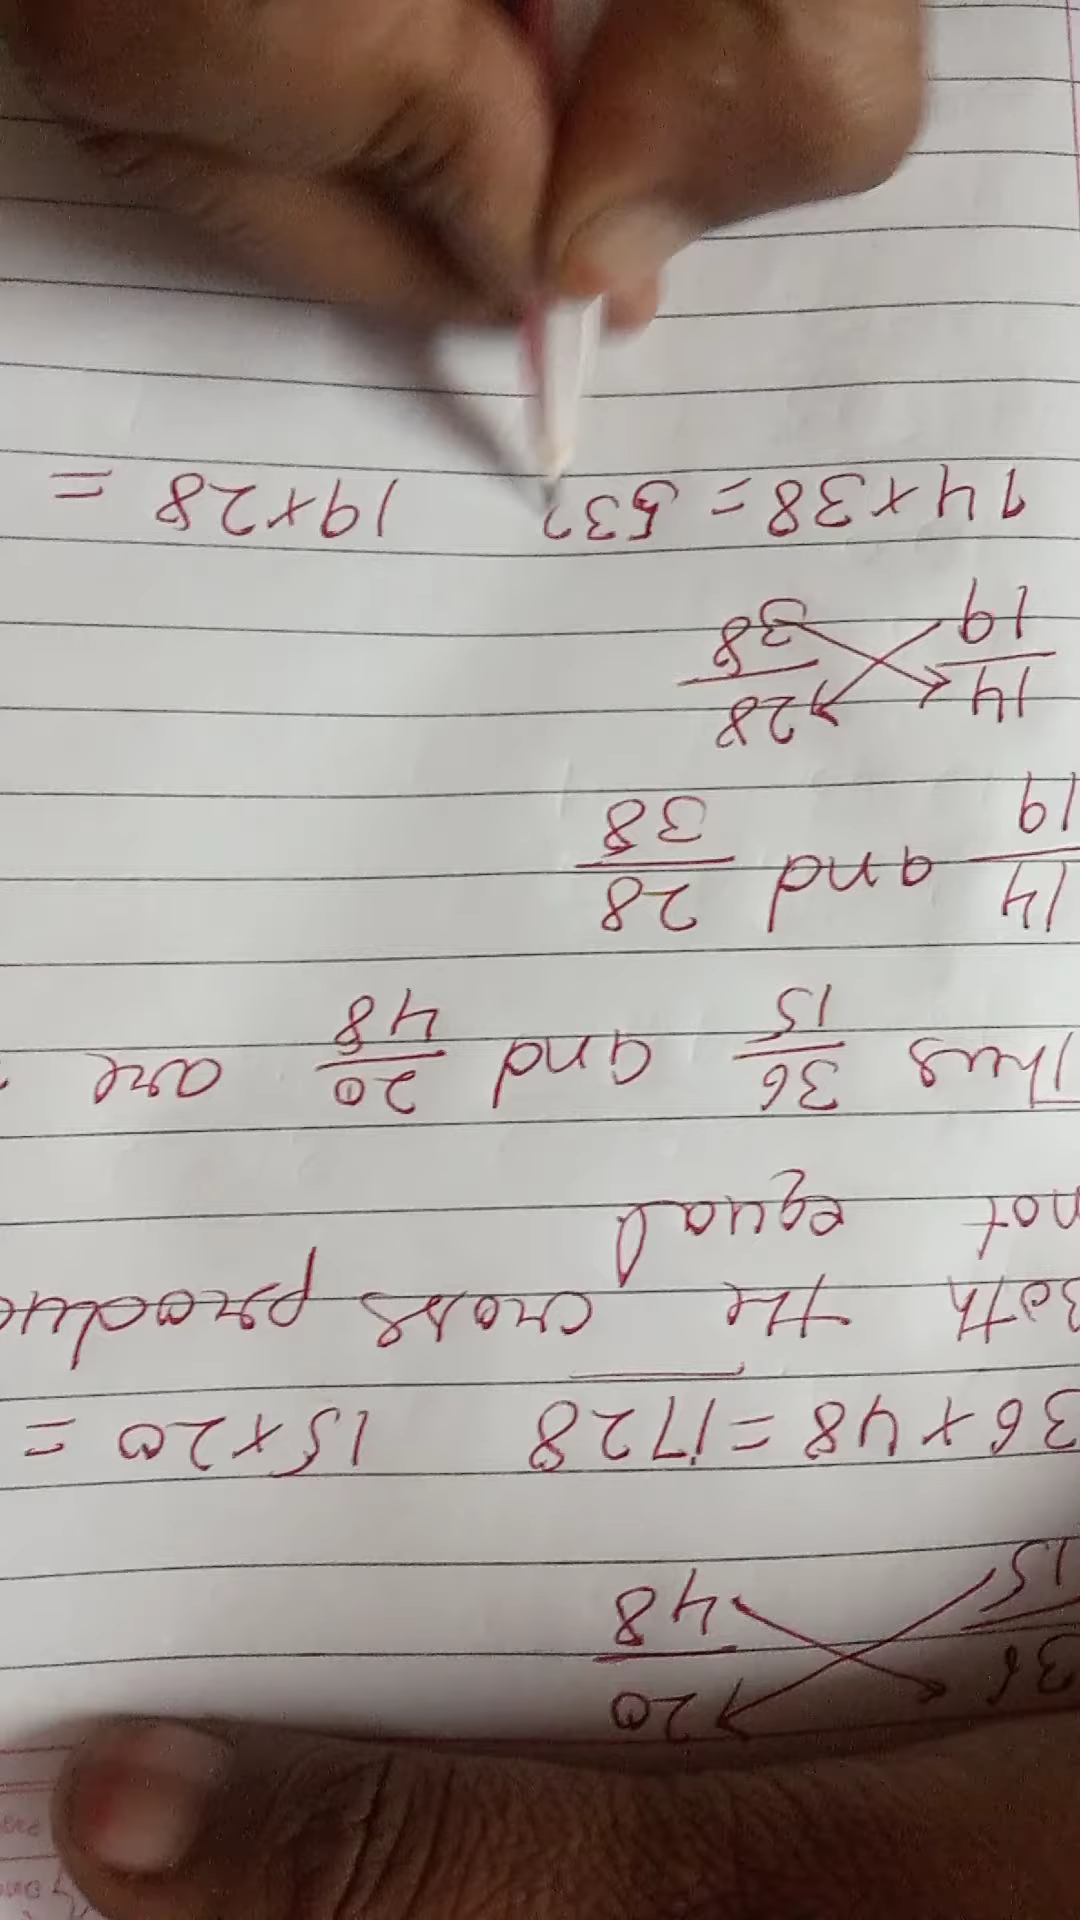 36 20
15 48
36 × 48 = 1728 15 × 20 =
Both the cross produc
not equal
Thus 36/15 and 20/48 are
14/19 and 28/38
14 28
19 38
14 × 38 = 532 19 × 28 =